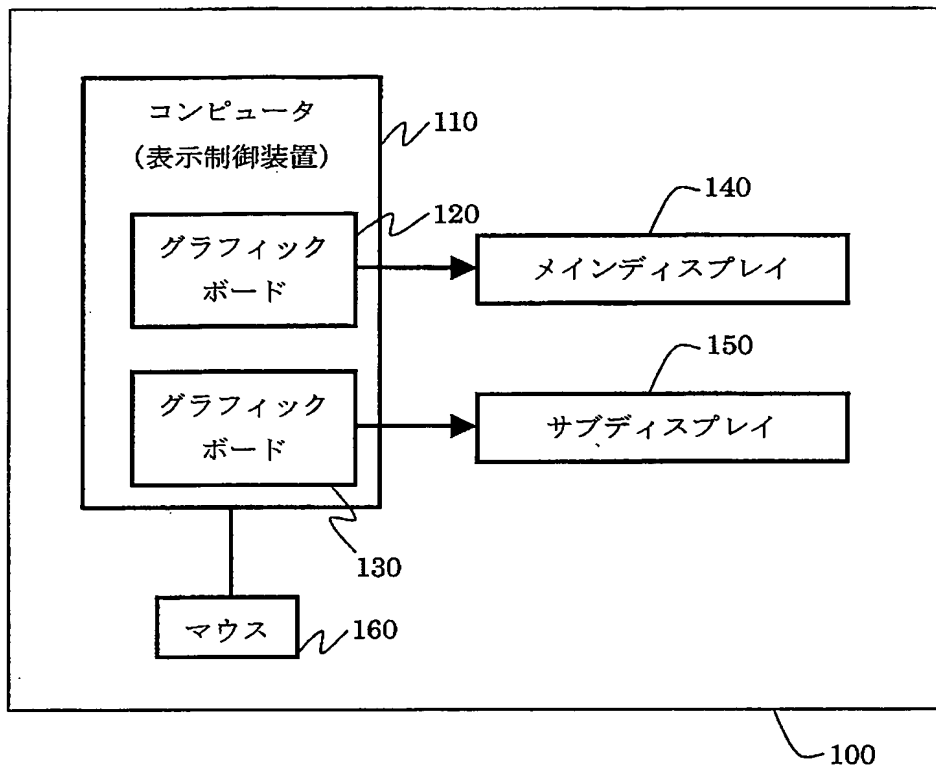 コンピュータ
（表示制御装置）
110
グラフィック
ボード
120
メインディスプレイ
140
グラフィック
ボード
130
サブディスプレイ
150
マウス
160
100